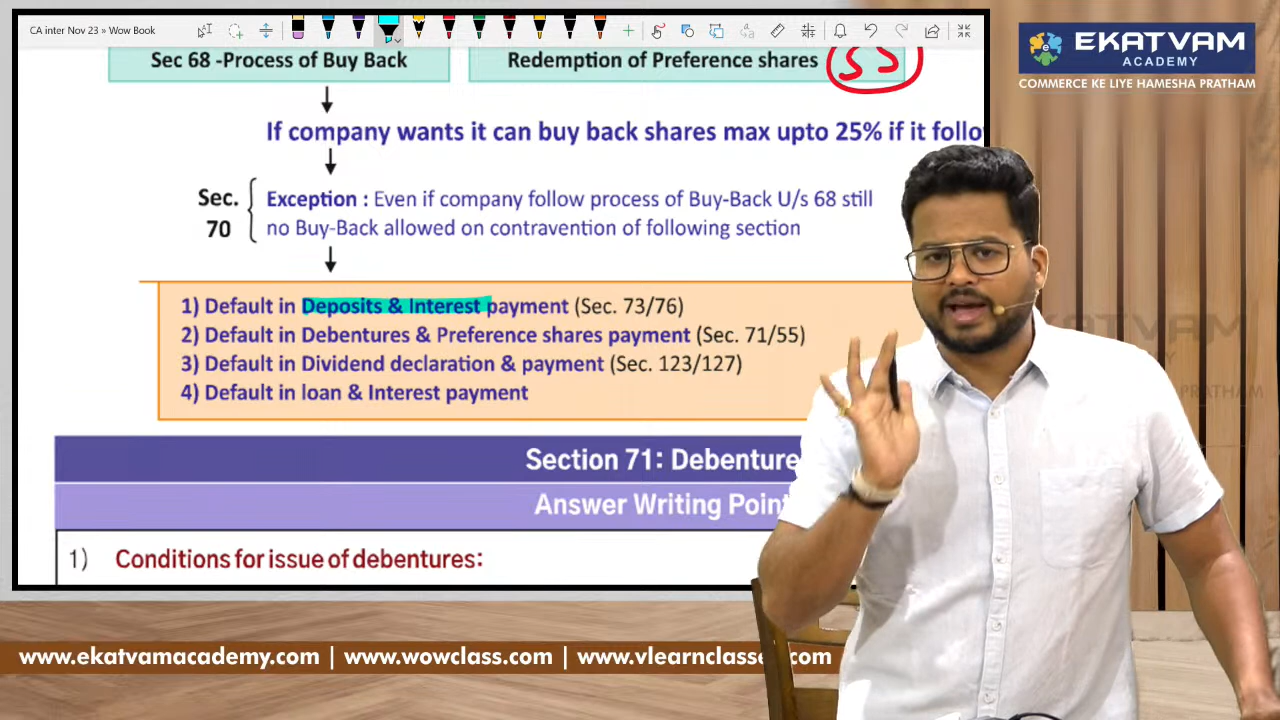 CA inter Nov 23 » Wow Book
EKATVAM
ACADEMY
COMMERCE KE LIYE HAMESHA PRATHAM
Sec 68 -Process of Buy Back
Redemption of Preference shares
55
If company wants it can buy back shares max upto 25% if it follo
Sec.
70
Exception : Even if company follow process of Buy-Back U/s 68 still
no Buy-Back allowed on contravention of following section
1) Default in Deposits & Interest payment (Sec. 73/76)
2) Default in Debentures & Preference shares payment (Sec. 71/55)
3) Default in Dividend declaration & payment (Sec. 123/127)
4) Default in loan & Interest payment
EKATVAM
PRATHAM
Section 71: Debenture
Answer Writing Point
1) Conditions for issue of debentures:
www.ekatvamacademy.com | www.wowclass.com | www.vlearnclasses.com